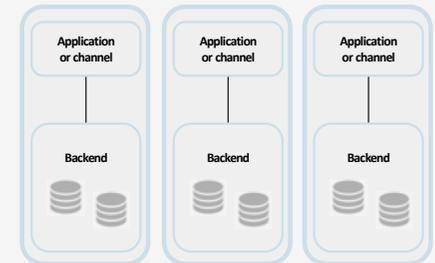 Application
or channel
Application
or channel
Application
or channel
Backend
Backend
Backend